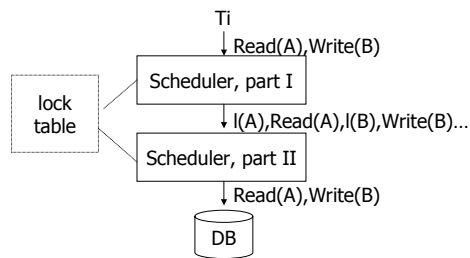 Ti
Read(A),Write(B)
Scheduler, part I
lock
table
l(A),Read(A),l(B),Write(B)...
Scheduler, part II
Read(A),Write(B)
DB